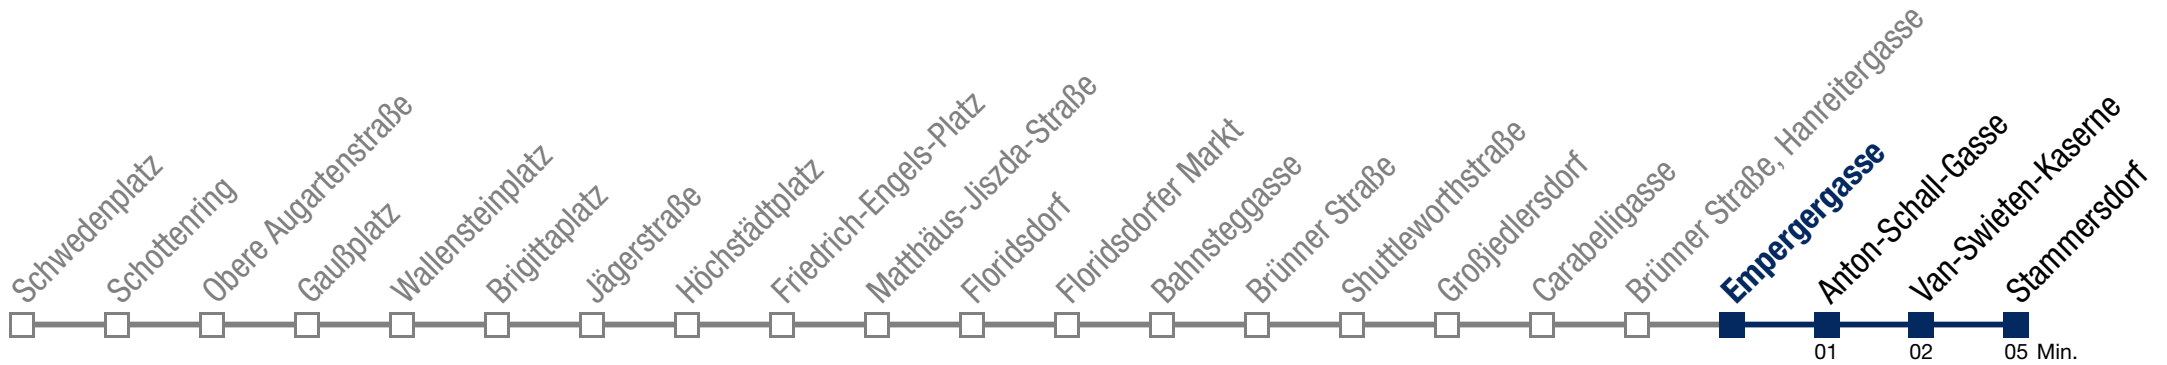 Schwedenplatz
Schottenring
Obere Augartenstraße
Gaußplatz
Wallensteinplatz
Brigittaplatz
Jägerstraße
Höchstädtplatz
Friedrich-Engels-Platz
Matthäus-Jiszda-Straße
Floridsdorf
Floridsdorfer Markt
Bahnsteggasse
Brünner Straße
Shuttleworthstraße
Großjedlersdorf
Carabelligasse
Brünner Straße, Hanreitergasse
Empergergasse
Anton-Schall-Gasse
Van-Swieten-Kaserne
Stammersdorf
01 02 05 Min.